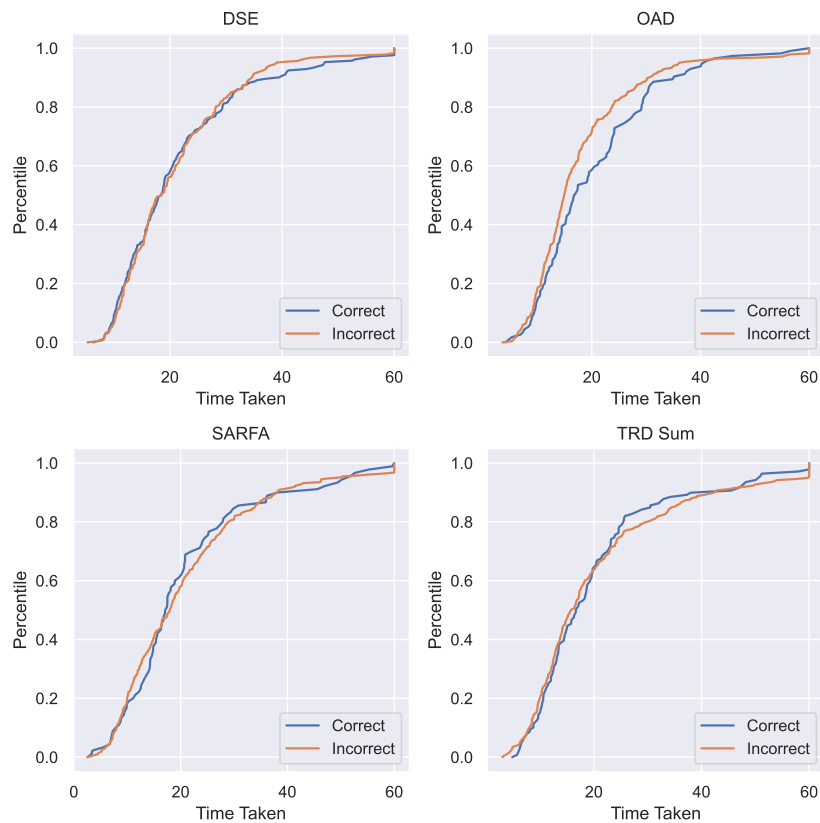 DSE
1.0
0.8
0.6
0.4
0.2
0.0
Percentile
20
40
60
Time Taken
Correct
Incorrect
OAD
1.0
0.8
0.6
0.4
0.2
0.0
Percentile
20
40
60
Time Taken
Correct
Incorrect
SARFA
1.0
0.8
0.6
0.4
0.2
0.0
Percentile
0
20
40
60
Time Taken
Correct
Incorrect
TRD Sum
1.0
0.8
0.6
0.4
0.2
0.0
Percentile
20
40
60
Time Taken
Correct
Incorrect